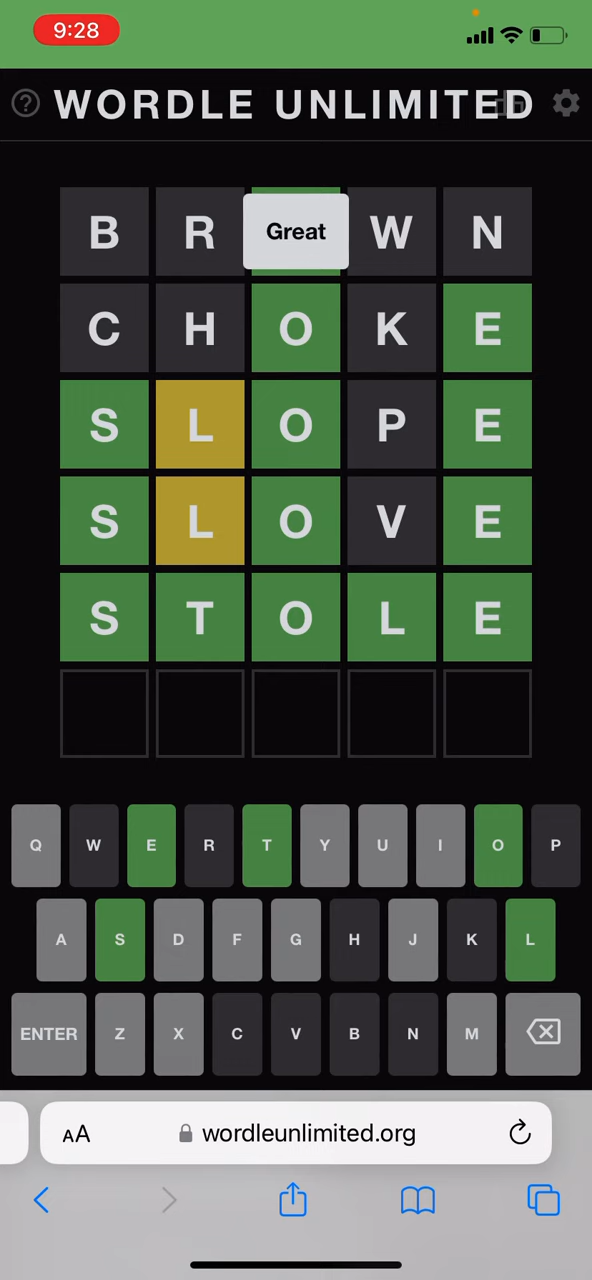 9:28
WORDLE UNLIMITED
B R Great W N
C H O K E
S L O P E
S L O V E
S T O L E
Q W E R T Y U I O P
A S D F G H J K L
ENTER Z X C V B N M
AA wordleunlimited.org